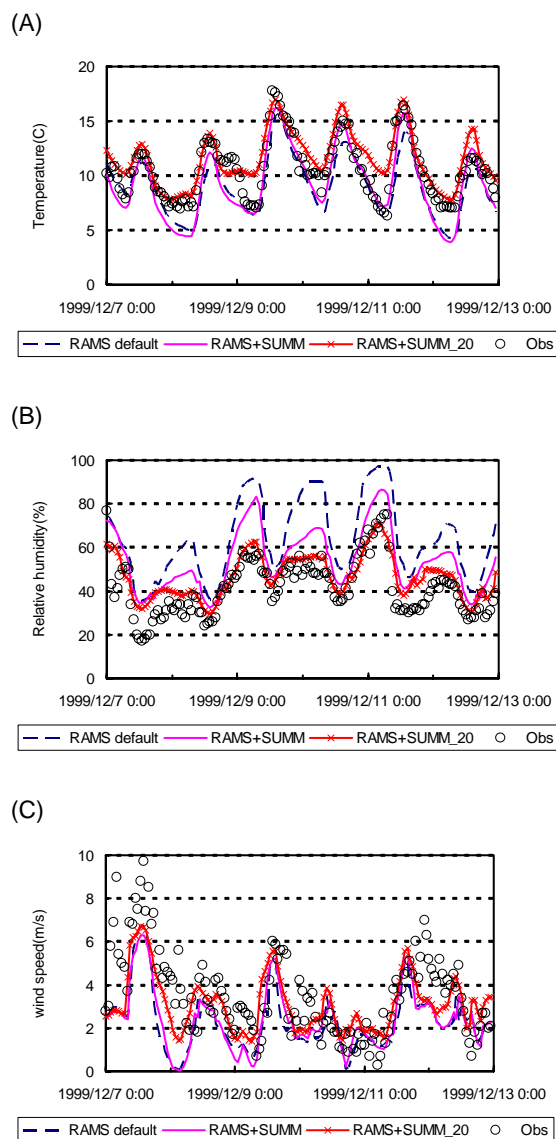 (A)
20
15
10
5
0
Temperature(C)
1999/12/7 0:00 1999/12/9 0:00 1999/12/11 0:00 1999/12/13 0:00
RAMS default RAMS+SUMM RAMS+SUMM_20 Obs
(B)
100
80
60
40
20
0
Relative humidity(%)
1999/12/7 0:00 1999/12/9 0:00 1999/12/11 0:00 1999/12/13 0:00
RAMS default RAMS+SUMM RAMS+SUMM_20 Obs
(C)
10
8
6
4
2
0
wind speed(m/s)
1999/12/7 0:00 1999/12/9 0:00 1999/12/11 0:00 1999/12/13 0:00
RAMS default RAMS+SUMM RAMS+SUMM_20 Obs